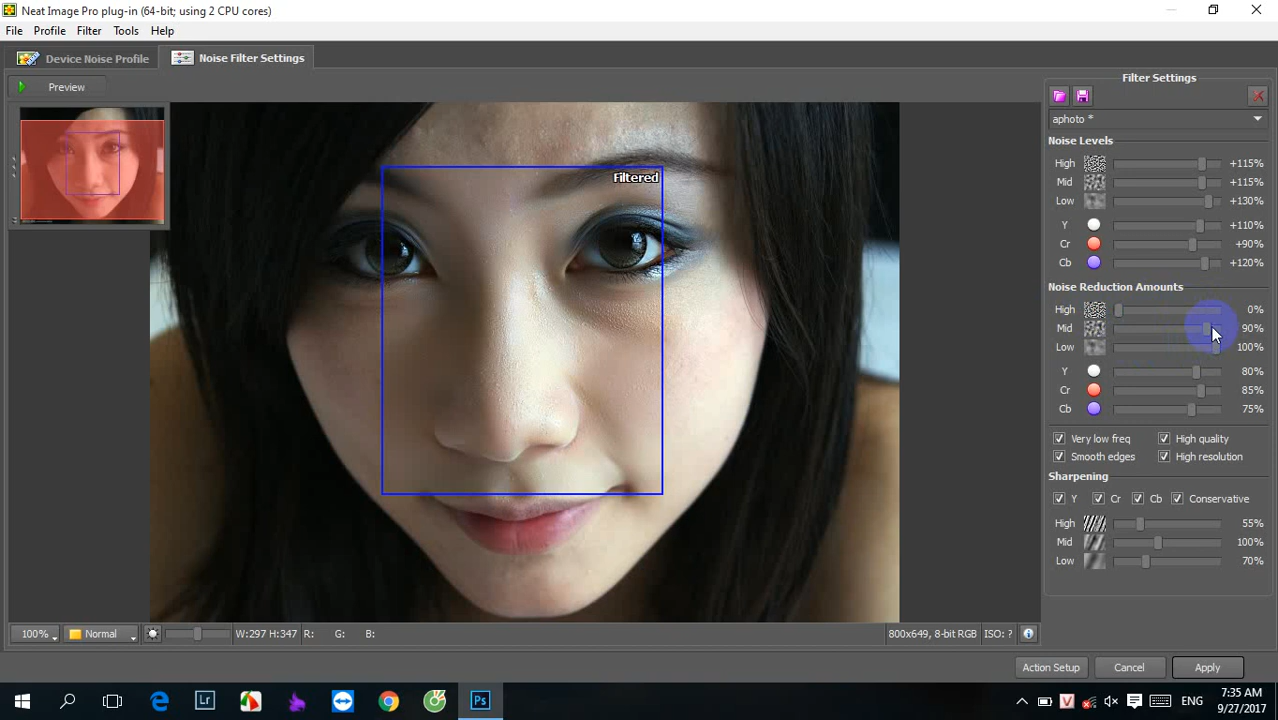 Neat Image Pro plug-in (64-bit; using 2 CPU cores)
File Profile Filter Tools Help
Device Noise Profile Noise Filter Settings
Preview
Filtered
Filter Settings
aphoto *
Noise Levels
High +115%
Mid +115%
Low +130%
Y +110%
Cr +90%
Cb +120%
Noise Reduction Amounts
High 0%
Mid 90%
Low 100%
Y 80%
Cr 85%
Cb 75%
Very low freq High quality
Smooth edges High resolution
Sharpening
Y Cr Cb Conservative
High 55%
Mid 100%
Low 70%
100% Normal W:297 H:347 R: G: B: 800x649, 8-bit RGB ISO: ?
Action Setup Cancel Apply
Lr Ps V ENG 7:35 AM
9/27/2017